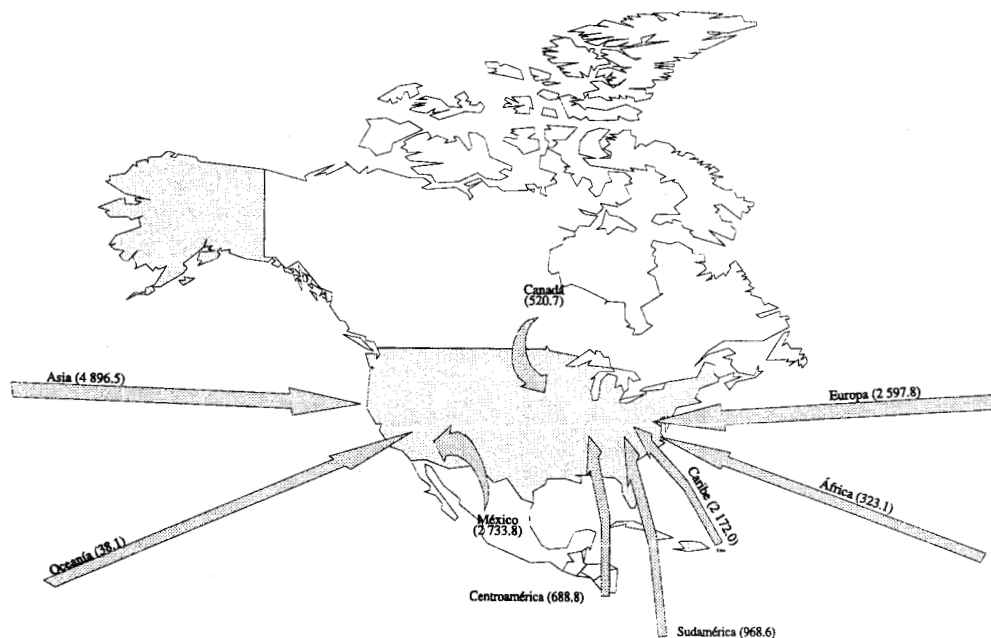 Canadá
(520.7)
Asia (4 896.5)
Europa (2 597.8)
África (323.1)
Caribe (2 172.0)
México
(2 733.8)
Oceanía (38.1)
Centroamérica (688.8)
Sudamérica (968.6)